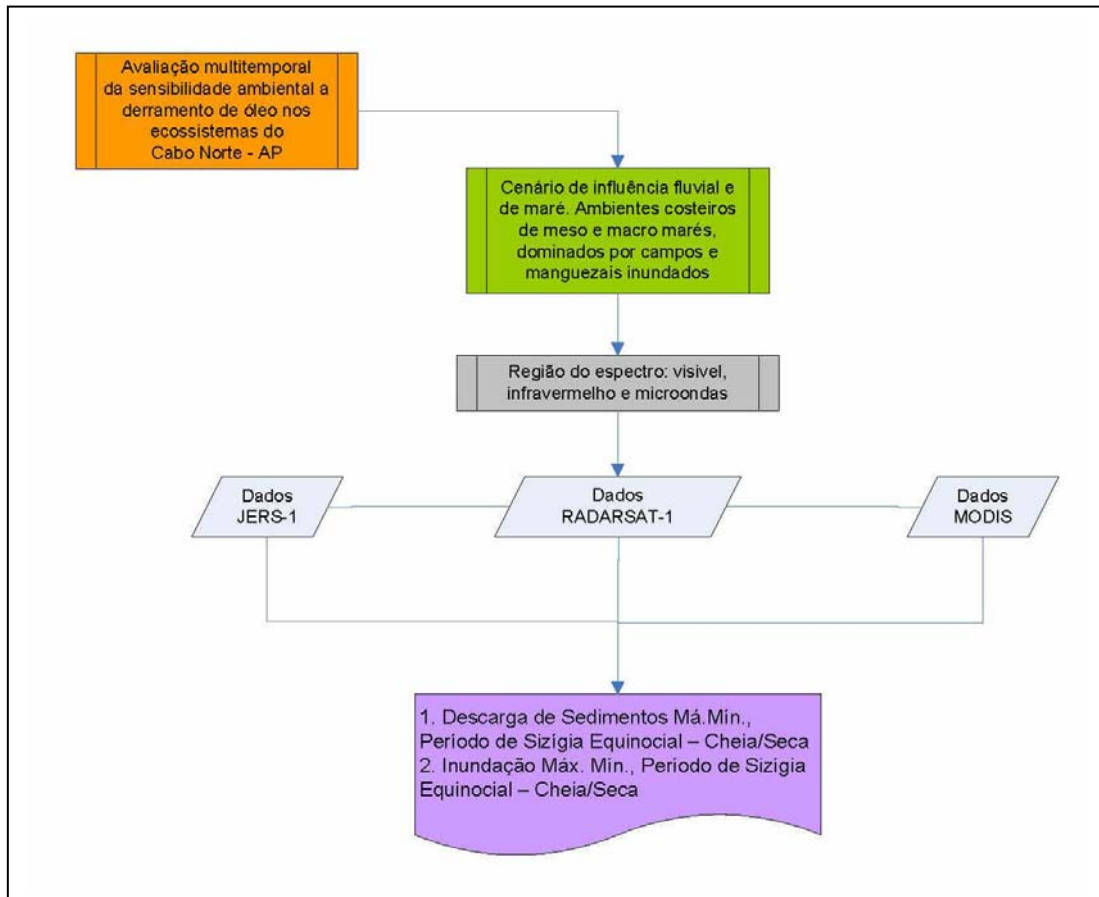 Avaliação multitemporal
da sensibilidade ambiental a
derramento de óleo nos
ecossistemas do
Cabo Norte - AP
Cenário de influência fluvial e
de maré. Ambientes costeiros
de meso e macro marés,
dominados por campos e
manguezais inundados
Região do espectro: visivel,
infravermelho e microondas
Dados
JERS-1
Dados
RADARSAT-1
Dados
MODIS
1. Descarga de Sedimentos Má.Mín.,
Período de Sizígia Equinocial – Cheia/Seca
2. Inundação Máx. Min., Período de Sizígia
Equinocial – Cheia/Seca